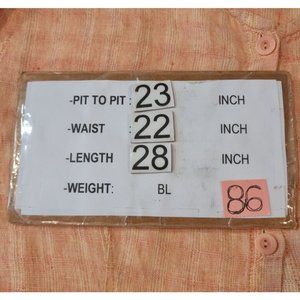 -PIT TO PIT : 23 INCH
-WAIST : 22 INCH
-LENGTH 28 INCH
-WEIGHT: BL
86